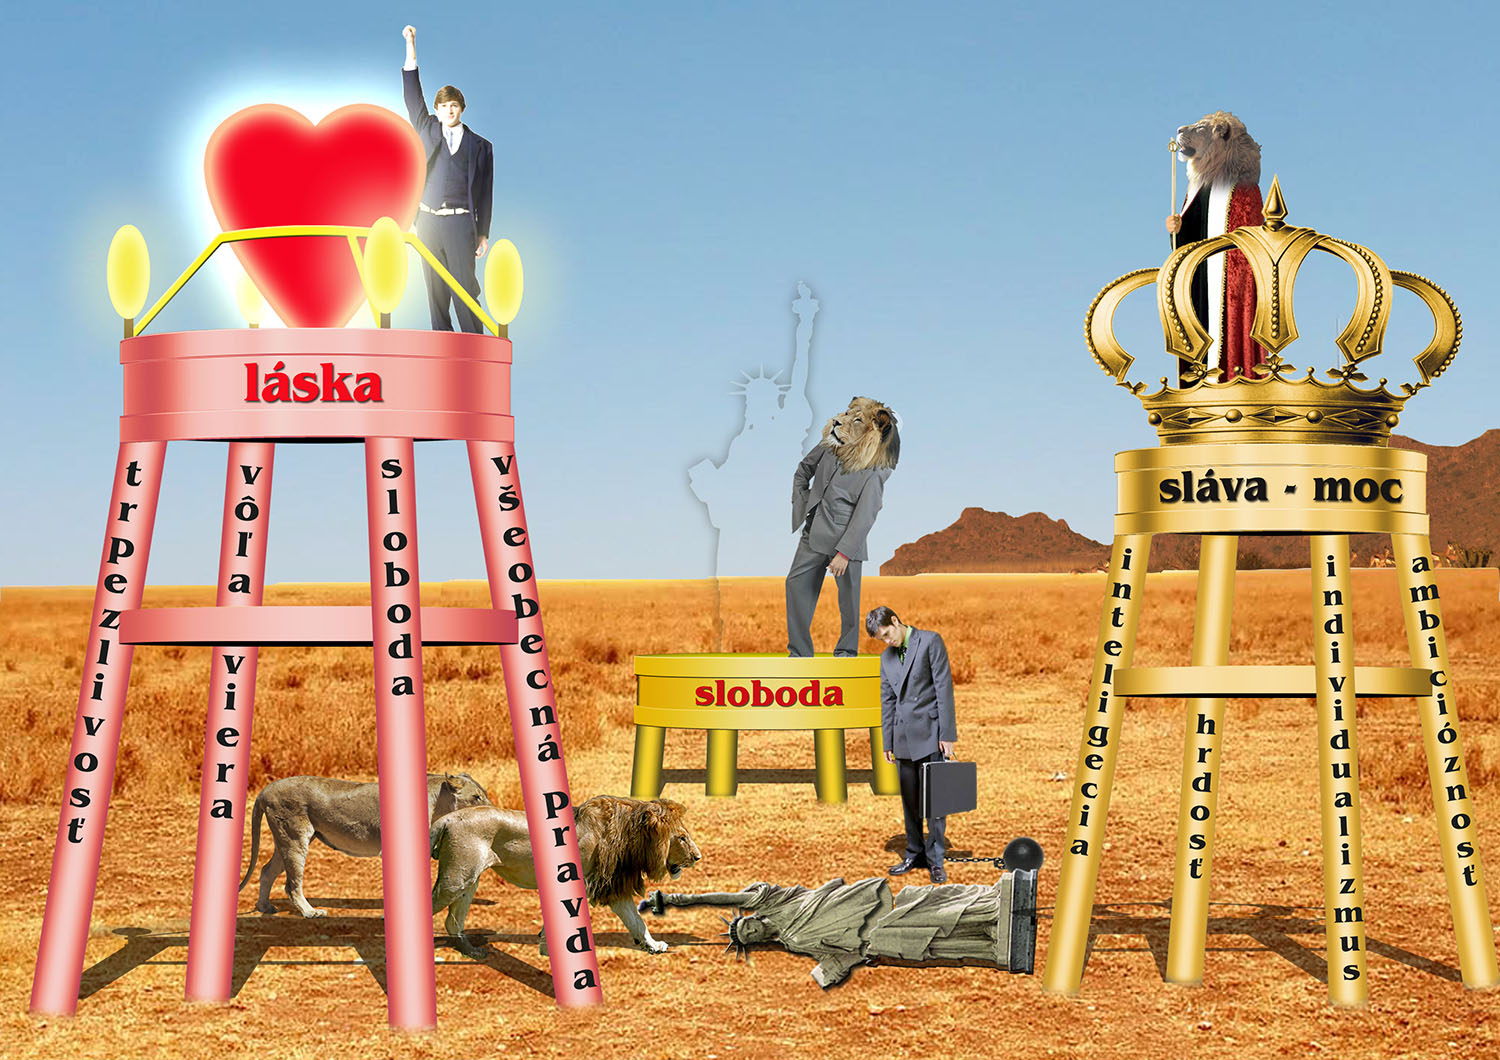 láska
trpezlivosť
vôľa viera
sloboda
všeobecná pravda
sloboda
sláva - moc
inteligecia
hrdosť
individualizmus
ambicióznosť